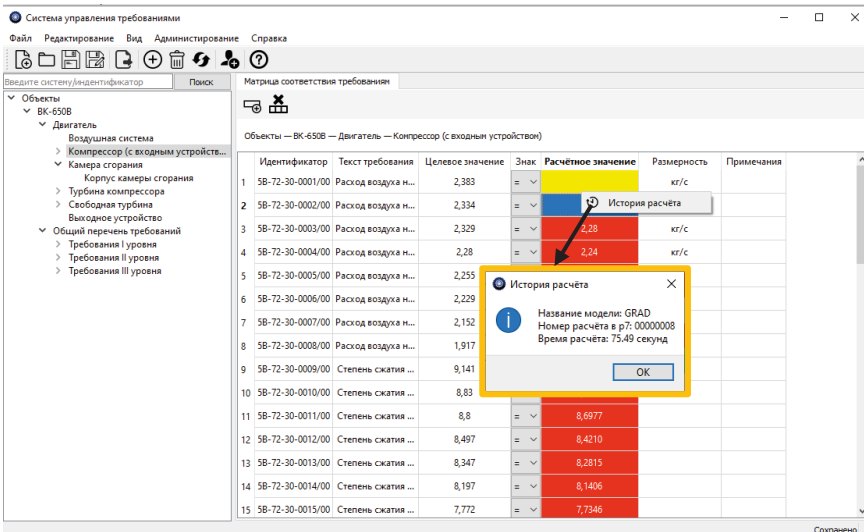 Система управления требованиями
Файл Редактирование Вид Администрирование Справка
Введите систему/индентификатор Поиск
Объекты
ВК-650В
Двигатель
Воздушная система
Компрессор (с входным устройств...
Камера сгорания
Корпус камеры сгорания
Турбина компрессора
Свободная турбина
Выходное устройство
Общий перечень требований
Требования I уровня
Требования II уровня
Требования III уровня
Матрица соответствия требованиям
Объекты — ВК-650В — Двигатель — Компрессор (с входным устройством)
Идентификатор Текст требования Целевое значение Знак Расчётное значение Размерность Примечания
1 5В-72-30-0001/00 Расход воздуха н... 2,383 = кг/с
2 5В-72-30-0002/00 Расход воздуха н... 2,334 =
История расчёта
3 5В-72-30-0003/00 Расход воздуха н... 2,329 = 2,28 кг/с
4 5В-72-30-0004/00 Расход воздуха н... 2,28 = 2,24 кг/с
5 5В-72-30-0005/00 Расход воздуха н... 2,255
6 5В-72-30-0006/00 Расход воздуха н... 2,229
7 5В-72-30-0007/00 Расход воздуха н... 2,152
8 5В-72-30-0008/00 Расход воздуха н... 1,917
9 5В-72-30-0009/00 Степень сжатия ... 9,141
10 5В-72-30-0010/00 Степень сжатия ... 8,83
11 5В-72-30-0011/00 Степень сжатия ... 8,8 = 8,6977
12 5В-72-30-0012/00 Степень сжатия ... 8,497 = 8,4210
13 5В-72-30-0013/00 Степень сжатия ... 8,347 = 8,2815
14 5В-72-30-0014/00 Степень сжатия ... 8,197 = 8,1406
15 5В-72-30-0015/00 Степень сжатия ... 7,772 = 7,7346
История расчёта
Название модели: GRAD
Номер расчёта в р7: 00000008
Время расчёта: 75.49 секунд
OK
Сохранено